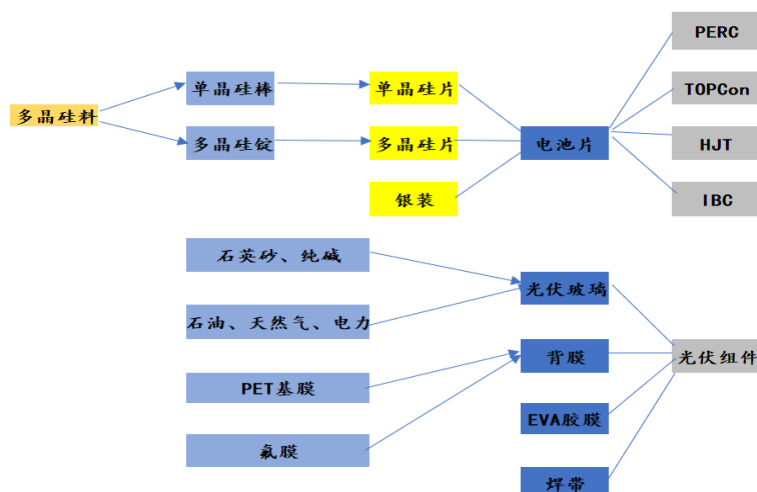 PERC
单晶硅棒
单晶硅片
TOPCon
多晶硅料
多晶硅锭
多晶硅片
电池片
HJT
银装
IBC
石英砂、纯碱
光伏玻璃
石油、天然气、电力
背膜
光伏组件
PET基膜
EVA胶膜
氟膜
焊带